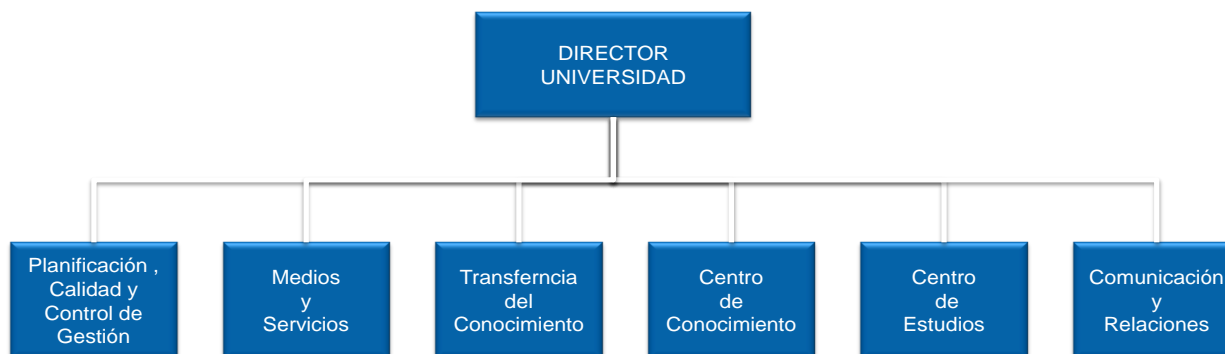 DIRECTOR
UNIVERSIDAD
Planificación ,
Calidad y
Control de
Gestión
Medios
y
Servicios
Transferncia
del
Conocimiento
Centro
de
Conocimiento
Centro
de
Estudios
Comunicación
y
Relaciones